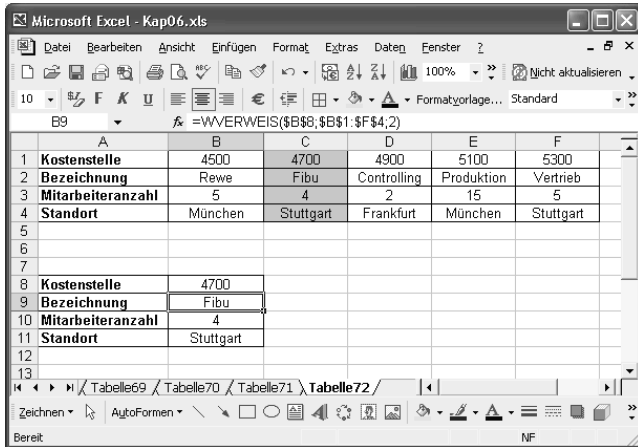 Microsoft Excel - Kap06.xls
Datei Bearbeiten Ansicht Einfügen Format Extras Daten Fenster ?
100% Nicht aktualisieren
10 F K U € Formatvorlage... Standard
B9 fx =WVERWEIS($B$8;$B$1:$F$4;2)
A B C D E F
1 Kostenstelle 4500 4700 4900 5100 5300
2 Bezeichnung Rewe Fibu Controlling Produktion Vertrieb
3 Mitarbeiteranzahl 5 4 2 15 5
4 Standort München Stuttgart Frankfurt München Stuttgart
5
6
7
8 Kostenstelle 4700
9 Bezeichnung Fibu
10 Mitarbeiteranzahl 4
11 Standort Stuttgart
12
13
Tabelle69 Tabelle70 Tabelle71 Tabelle72
Zeichnen AutoFormen
Bereit NF